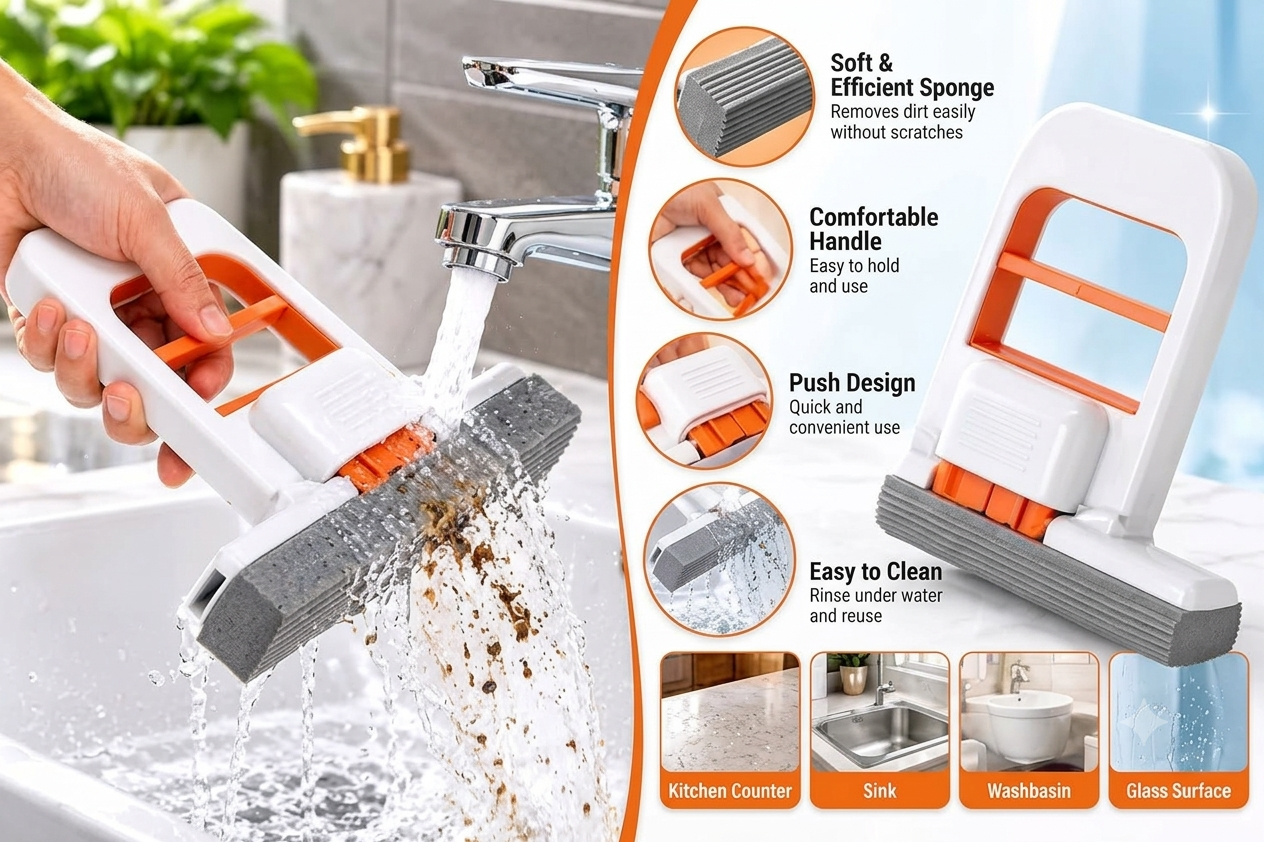 Soft &
Efficient Sponge
Removes dirt easily
without scratches
Comfortable
Handle
Easy to hold
and use
Push Design
Quick and
convenient use
Easy to Clean
Rinse under water
and reuse
Kitchen Counter
Sink
Washbasin
Glass Surface